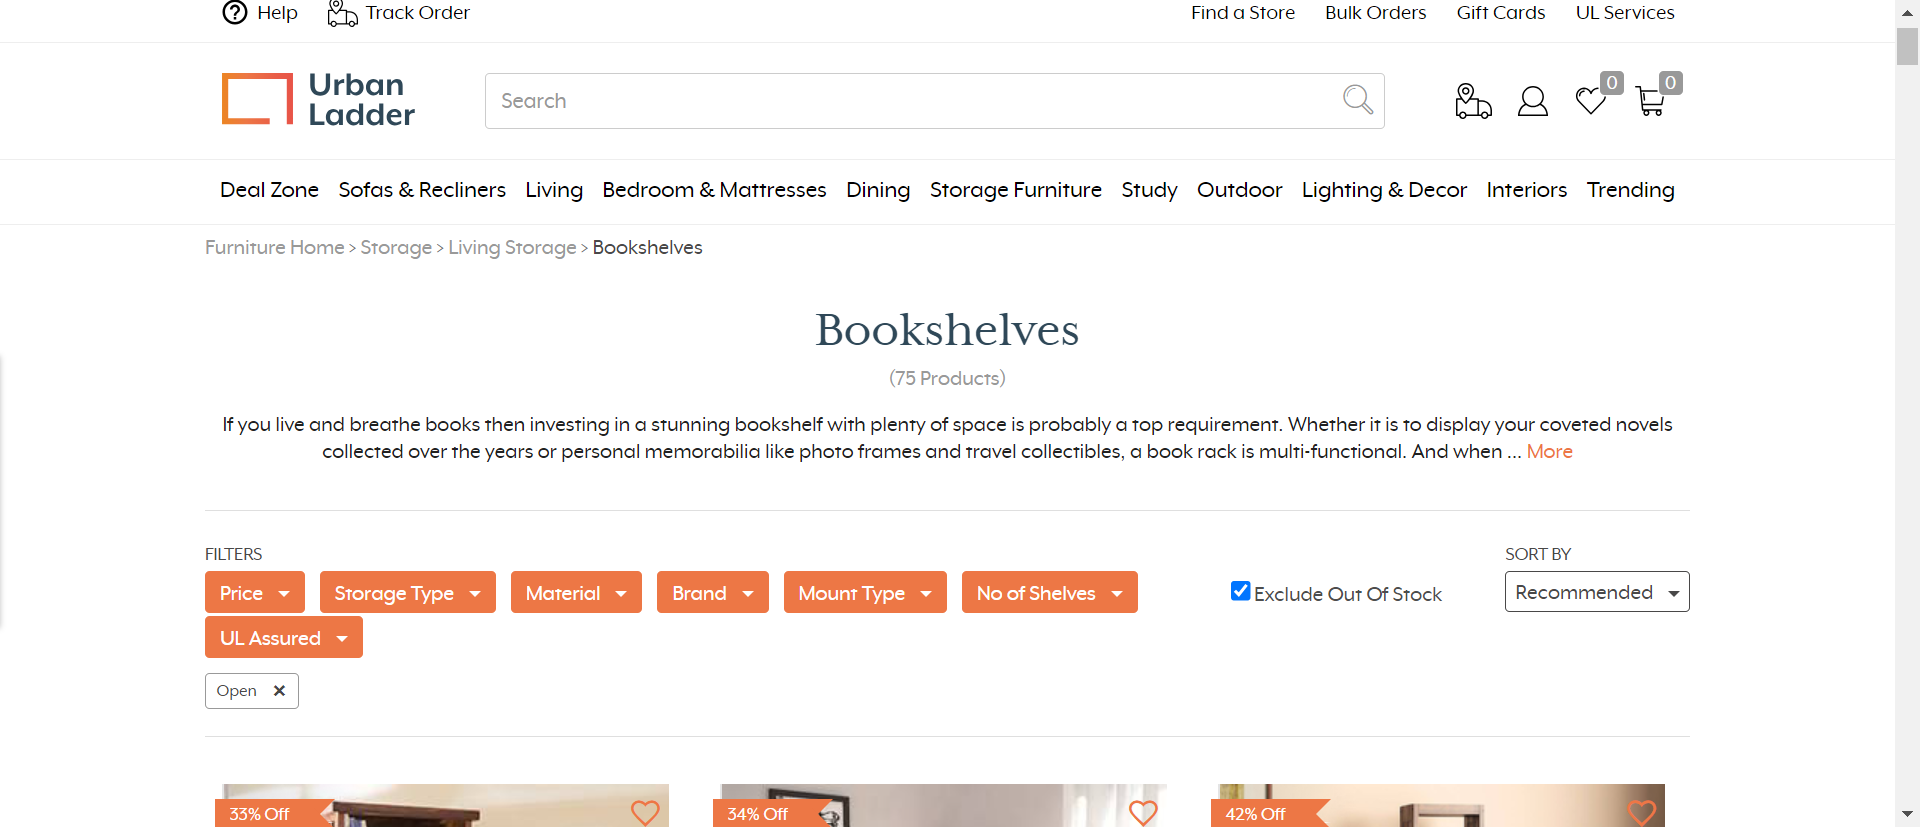 Help Track Order Find a Store Bulk Orders Gift Cards UL Services
Urban
Ladder
Search
0 0
Deal Zone Sofas & Recliners Living Bedroom & Mattresses Dining Storage Furniture Study Outdoor Lighting & Decor Interiors Trending
Furniture Home > Storage > Living Storage > Bookshelves
Bookshelves
(75 Products)
If you live and breathe books then investing in a stunning bookshelf with plenty of space is probably a top requirement. Whether it is to display your coveted novels
collected over the years or personal memorabilia like photo frames and travel collectibles, a book rack is multi-functional. And when ... More
FILTERS SORT BY
Price Storage Type Material Brand Mount Type No of Shelves Exclude Out Of Stock Recommended
UL Assured
Open
33% Off 34% Off 42% Off